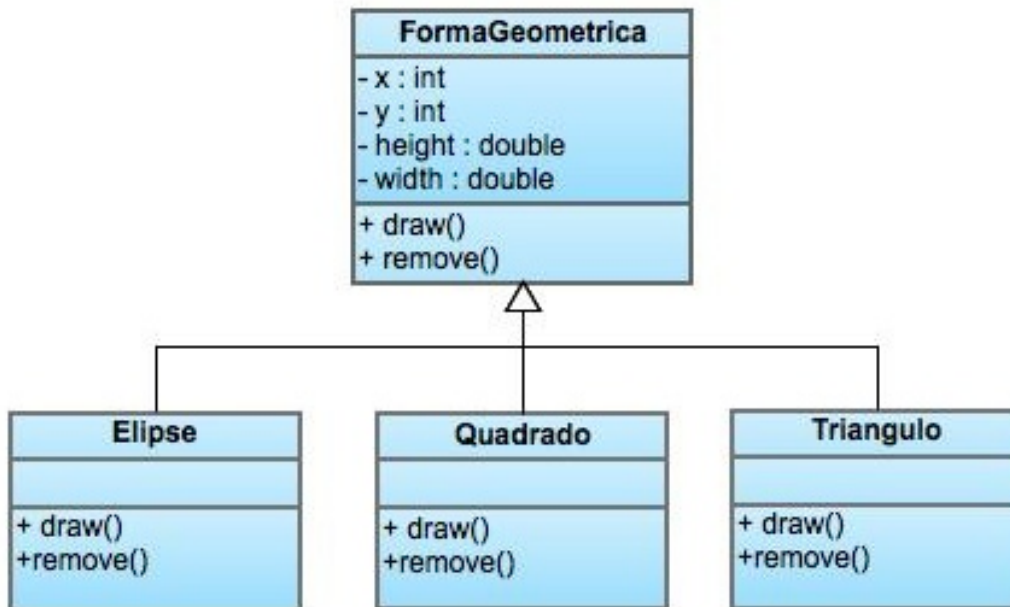 FormaGeometrica
- x : int
- y : int
- height : double
- width : double
+ draw()
+ remove()
Elipse
+ draw()
+remove()
Quadrado
+ draw()
+remove()
Triangulo
+ draw()
+remove()